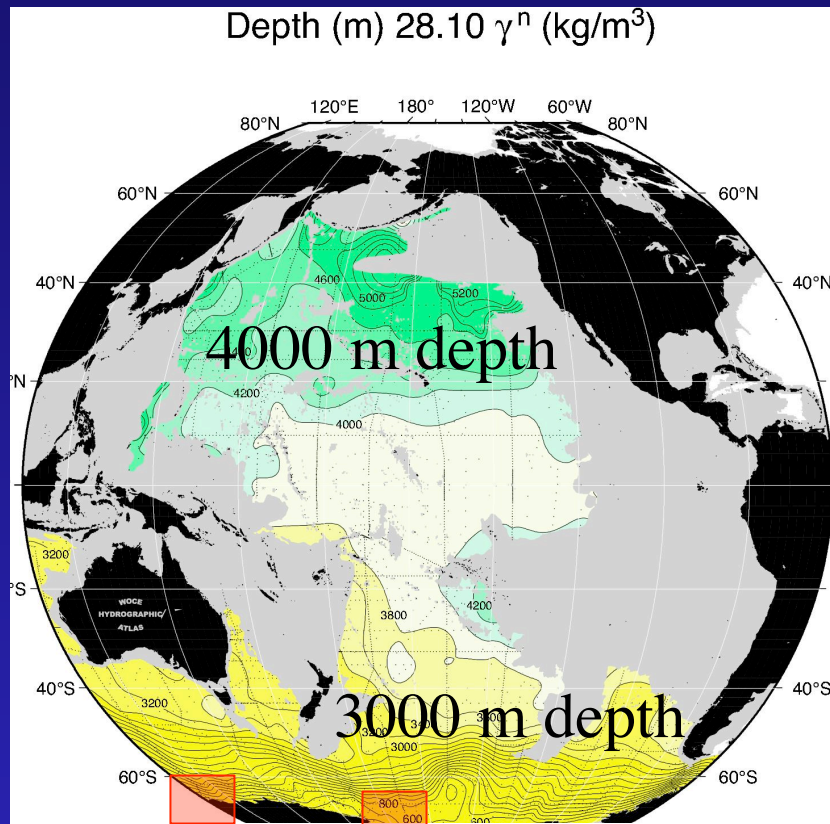 Depth (m) 28.10 γⁿ (kg/m³)
120°E 180° 120°W 60°W
80°N 80°N
60°N 60°N
40°N 40°N
4600 5000 5200
4000 m depth
N
4200
4000
3200
WOCE
HYDROGRAPHIC/
ATLAS
°S
4200
3800
40°S 40°S
3200
3000 m depth
3000
60°S 60°S
800
600 600